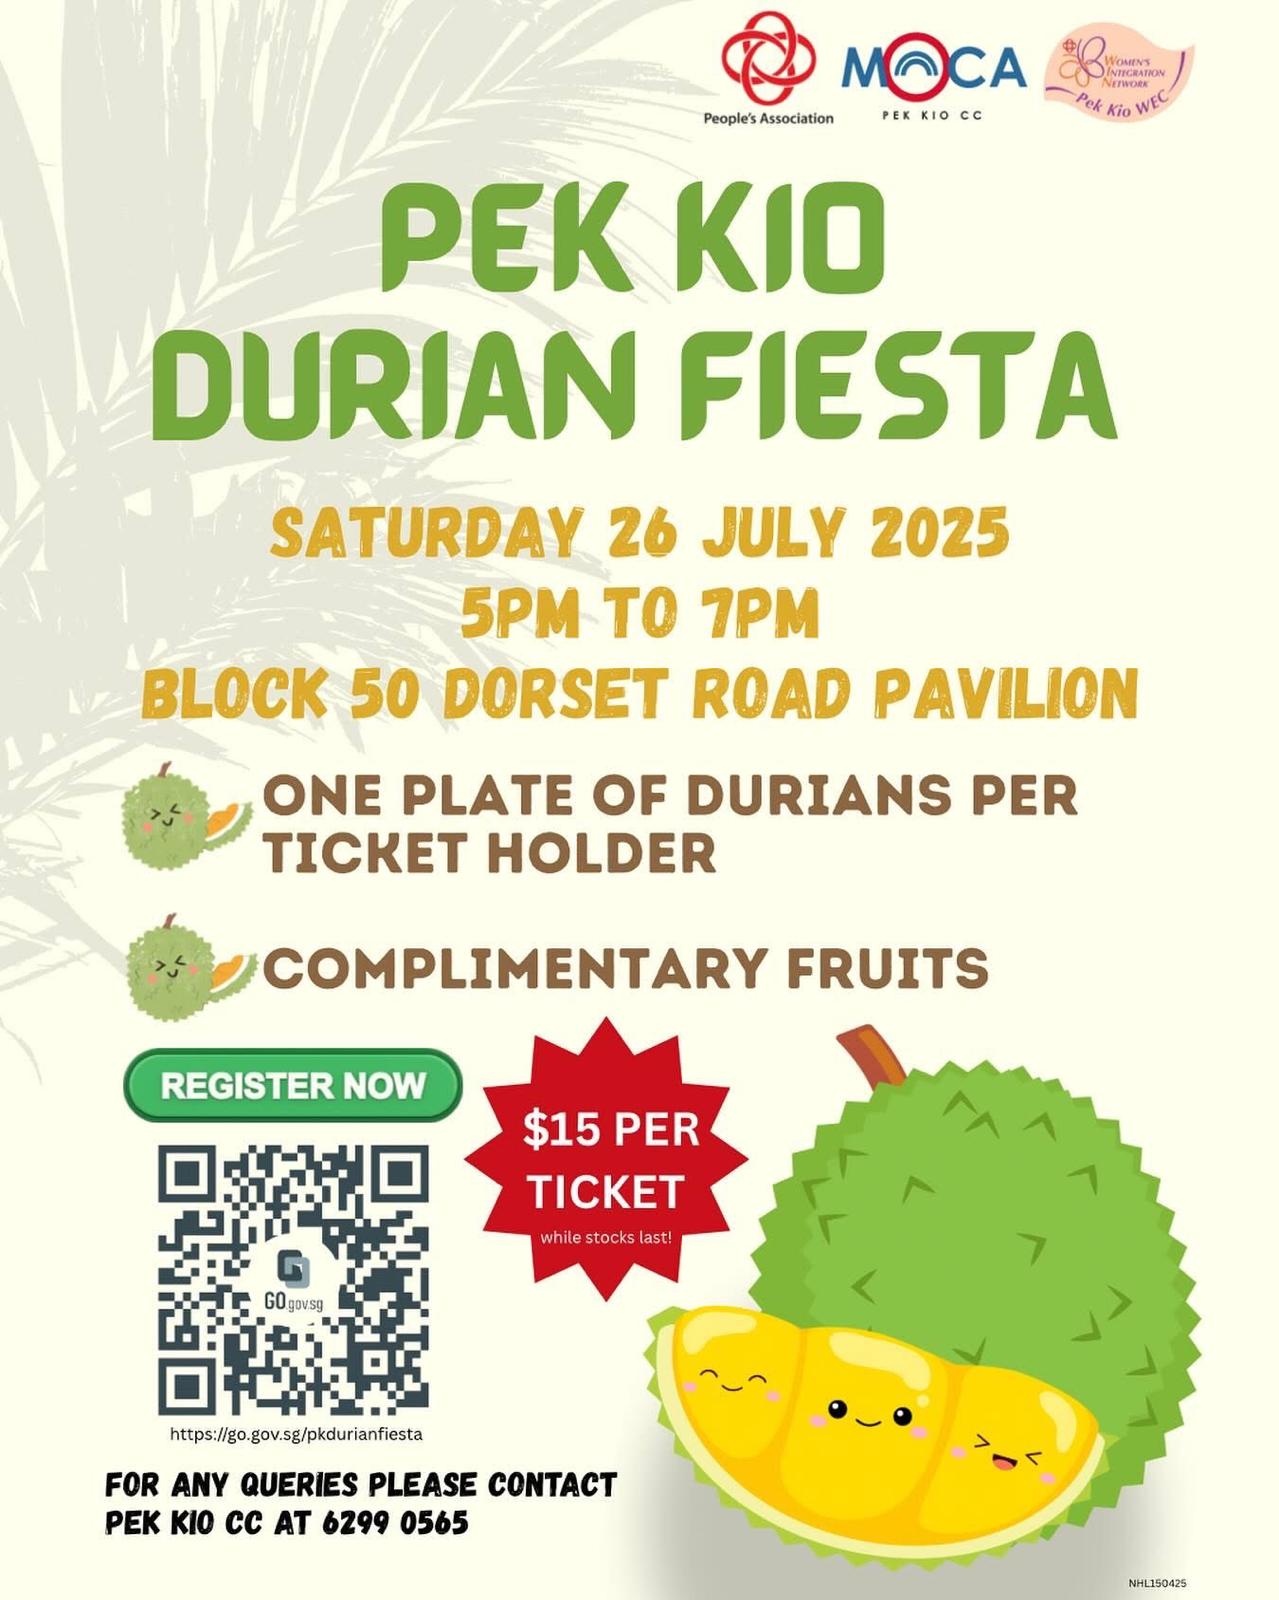 People's Association
MOCA
PEK KIO CC
WOMEN'S
INTEGRATION
NETWORK
Pek Kio WEC
PEK KIO
DURIAN FIESTA
SATURDAY 26 JULY 2025
5PM TO 7PM
BLOCK 50 DORSET ROAD PAVILION
ONE PLATE OF DURIANS PER
TICKET HOLDER
COMPLIMENTARY FRUITS
REGISTER NOW
$15 PER
TICKET
while stocks last!
GO.gov.sg
https://go.gov.sg/pkdurianfiesta
FOR ANY QUERIES PLEASE CONTACT
PEK KIO CC AT 6299 0565
NHL150425